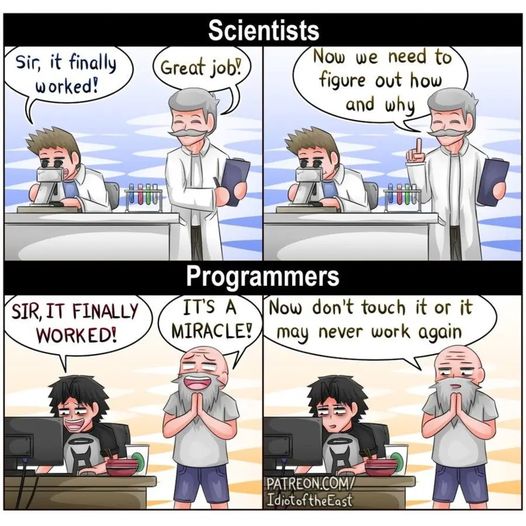 Scientists
Sir, it finally
worked!
Great job!
Now we need to
figure out how
and why
Programmers
SIR, IT FINALLY
WORKED!
IT'S A
MIRACLE!
Now don't touch it or it
may never work again
PATREON.COM/
IdiotoftheEast